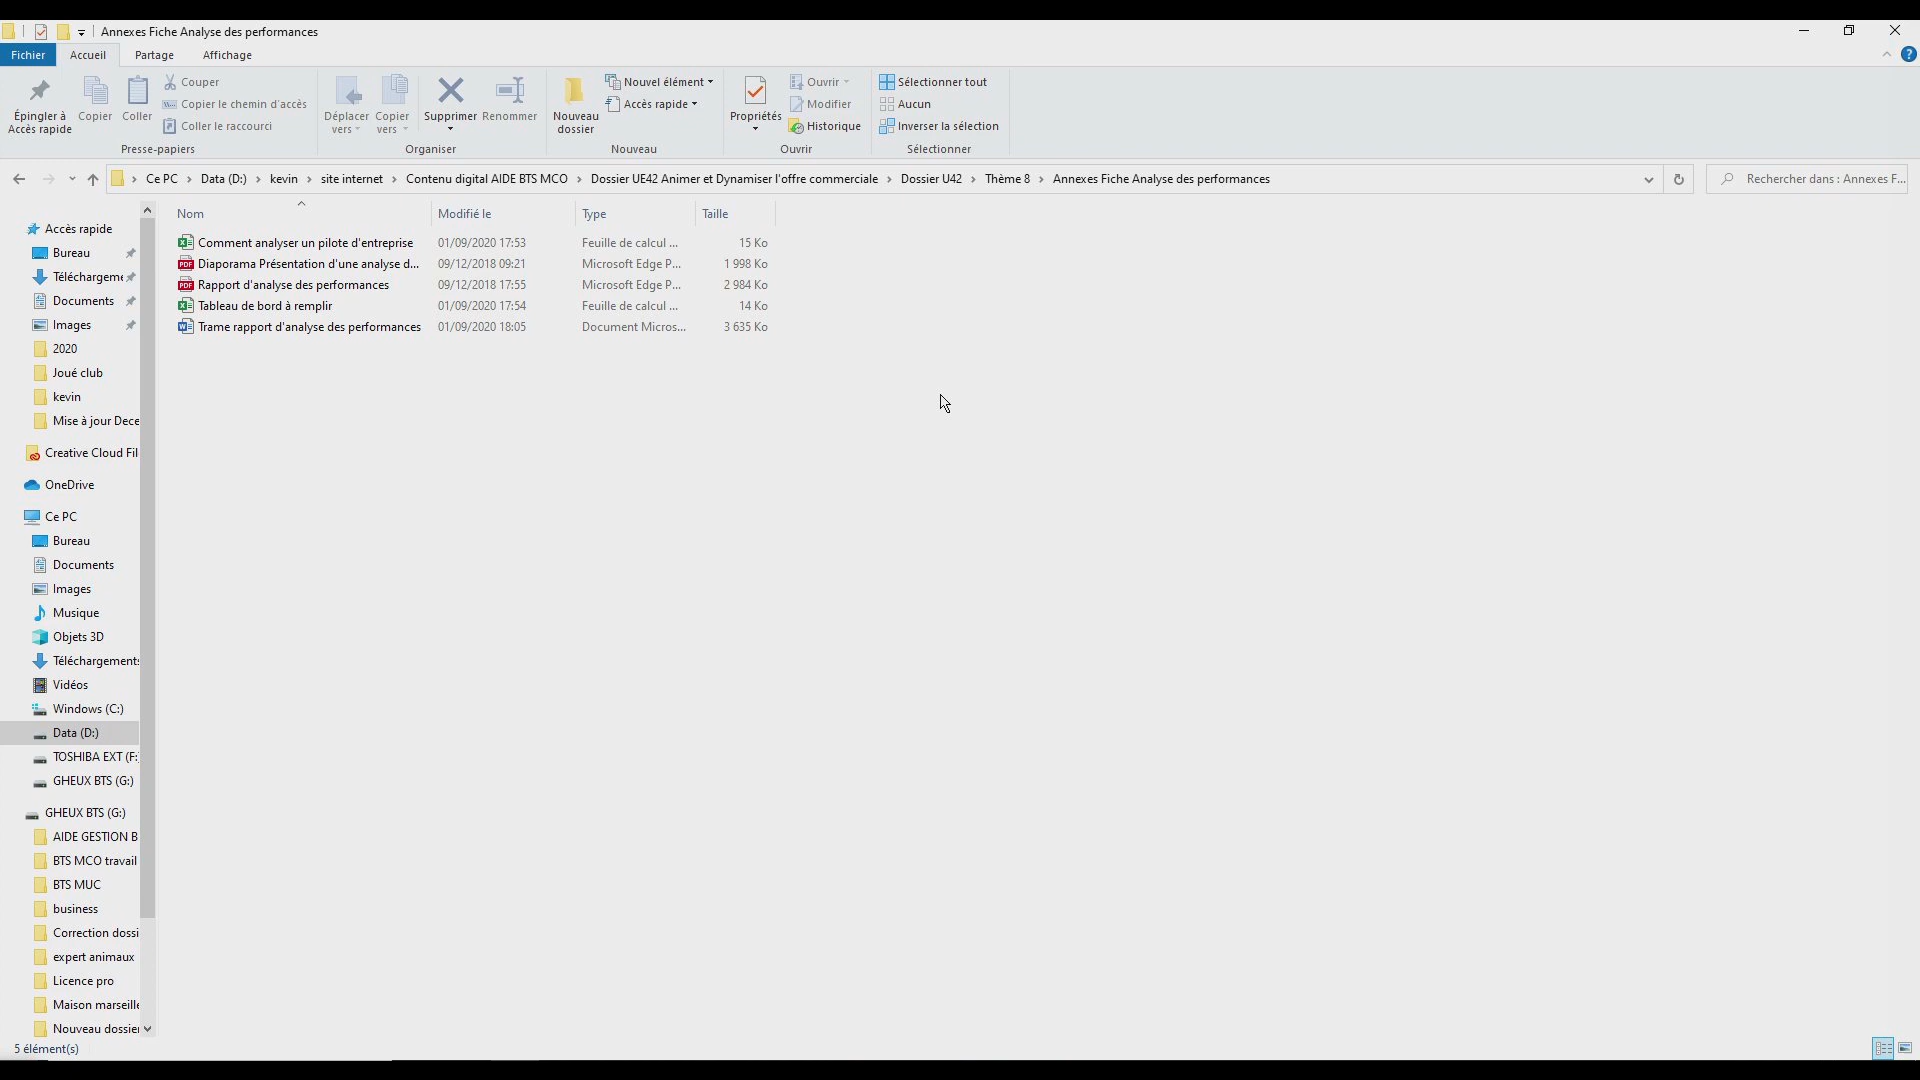 Annexes Fiche Analyse des performances
Fichier Accueil Partage Affichage
Épingler à Accès rapide
Copier
Coller
Couper
Copier le chemin d'accès
Coller le raccourci
Presse-papiers
Déplacer vers
Copier vers
Supprimer
Renommer
Organiser
Nouveau dossier
Nouvel élément
Accès rapide
Nouveau
Propriétés
Ouvrir
Modifier
Historique
Ouvrir
Sélectionner tout
Aucun
Inverser la sélection
Sélectionner
Ce PC > Data (D:) > kevin > site internet > Contenu digital AIDE BTS MCO > Dossier UE42 Animer et Dynamiser l'offre commerciale > Dossier U42 > Thème 8 > Annexes Fiche Analyse des performances
Rechercher dans : Annexes F...
Nom Modifié le Type Taille
Comment analyser un pilote d'entreprise 01/09/2020 17:53 Feuille de calcul ... 15 Ko
Diaporama Présentation d'une analyse d... 09/12/2018 09:21 Microsoft Edge P... 1 998 Ko
Rapport d'analyse des performances 09/12/2018 17:55 Microsoft Edge P... 2 984 Ko
Tableau de bord à remplir 01/09/2020 17:54 Feuille de calcul ... 14 Ko
Trame rapport d'analyse des performances 01/09/2020 18:05 Document Micros... 3 635 Ko
Accès rapide
Bureau
Téléchargeme
Documents
Images
2020
Joué club
kevin
Mise à jour Dece
Creative Cloud Fil
OneDrive
Ce PC
Bureau
Documents
Images
Musique
Objets 3D
Téléchargements
Vidéos
Windows (C:)
Data (D:)
TOSHIBA EXT (F:
GHEUX BTS (G:)
GHEUX BTS (G:)
AIDE GESTION B
BTS MCO travail
BTS MUC
business
Correction dossi
expert animaux
Licence pro
Maison marseille
Nouveau dossier
5 élément(s)